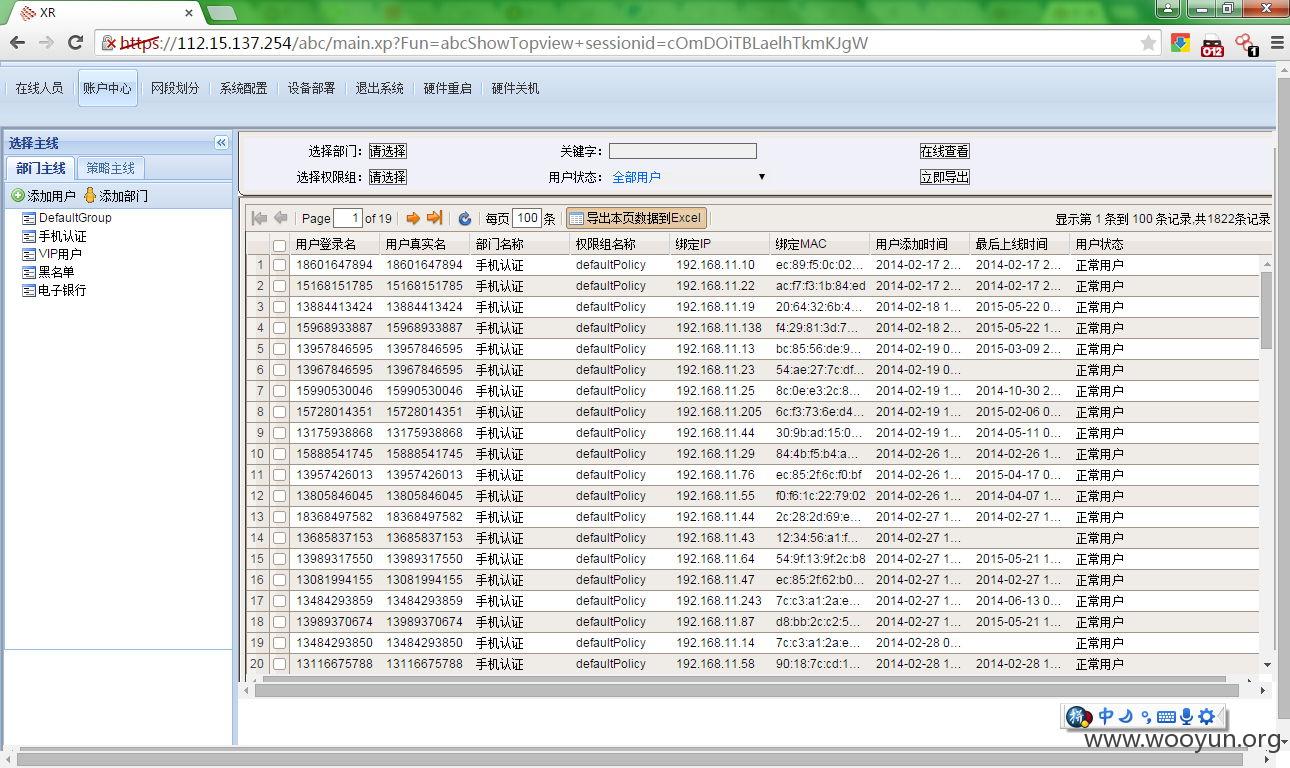 XR
https://112.15.137.254/abc/main.xp?Fun=abcShowTopview+sessionid=cOmDOiTBLaelhTkmKJgW
012 1
在线人员 账户中心 网段划分 系统配置 设备部署 退出系统 硬件重启 硬件关机
选择主线
部门主线 策略主线
添加用户 添加部门
DefaultGroup
手机认证
VIP用户
黑名单
电子银行
选择部门: 请选择 关键字: 在线查看
选择权限组: 请选择 用户状态: 全部用户 立即导出
Page 1 of 19 每页 100 条 导出本页数据到Excel 显示第 1 条到 100 条记录,共1822条记录
用户登录名 用户真实名 部门名称 权限组名称 绑定IP 绑定MAC 用户添加时间 最后上线时间 用户状态
1 18601647894 18601647894 手机认证 defaultPolicy 192.168.11.10 ec:89:f5:0c:02... 2014-02-17 2... 2014-02-17 2... 正常用户
2 15168151785 15168151785 手机认证 defaultPolicy 192.168.11.22 ac:f7:f3:1b:84:ed 2014-02-17 2... 2014-02-17 2... 正常用户
3 13884413424 13884413424 手机认证 defaultPolicy 192.168.11.19 20:64:32:6b:4... 2014-02-18 1... 2015-05-22 0... 正常用户
4 15968933887 15968933887 手机认证 defaultPolicy 192.168.11.138 f4:29:81:3d:7... 2014-02-18 2... 2015-05-22 1... 正常用户
5 13957846595 13957846595 手机认证 defaultPolicy 192.168.11.13 bc:85:56:de:9... 2014-02-19 0... 2015-03-09 2... 正常用户
6 13967846595 13967846595 手机认证 defaultPolicy 192.168.11.23 54:ae:27:7c:df... 2014-02-19 0... 正常用户
7 15990530046 15990530046 手机认证 defaultPolicy 192.168.11.25 8c:0e:e3:2c:8... 2014-02-19 1... 2014-10-30 2... 正常用户
8 15728014351 15728014351 手机认证 defaultPolicy 192.168.11.205 6c:f3:73:6e:d4... 2014-02-19 1... 2015-02-06 0... 正常用户
9 13175938868 13175938868 手机认证 defaultPolicy 192.168.11.44 30:9b:ad:15:0... 2014-02-19 1... 2014-05-11 0... 正常用户
10 15888541745 15888541745 手机认证 defaultPolicy 192.168.11.29 84:4b:f5:b4:a... 2014-02-26 1... 2014-02-26 1... 正常用户
11 13957426013 13957426013 手机认证 defaultPolicy 192.168.11.76 ec:85:2f:6c:f0:bf 2014-02-26 1... 2015-04-17 0... 正常用户
12 13805846045 13805846045 手机认证 defaultPolicy 192.168.11.55 f0:f6:1c:22:79:02 2014-02-26 1... 2014-04-07 1... 正常用户
13 18368497582 18368497582 手机认证 defaultPolicy 192.168.11.44 2c:28:2d:69:e... 2014-02-27 1... 2014-02-27 1... 正常用户
14 13685837153 13685837153 手机认证 defaultPolicy 192.168.11.43 12:34:56:a1:f... 2014-02-27 1... 正常用户
15 13989317550 13989317550 手机认证 defaultPolicy 192.168.11.64 54:9f:13:9f:2c:b8 2014-02-27 1... 2015-05-21 1... 正常用户
16 13081994155 13081994155 手机认证 defaultPolicy 192.168.11.47 ec:85:2f:62:b0... 2014-02-27 1... 2014-02-27 1... 正常用户
17 13484293859 13484293859 手机认证 defaultPolicy 192.168.11.243 7c:c3:a1:2a:e... 2014-02-27 1... 2014-06-13 0... 正常用户
18 13989370674 13989370674 手机认证 defaultPolicy 192.168.11.87 d8:bb:2c:c2:5... 2014-02-27 1... 2015-05-21 1... 正常用户
19 13484293850 13484293850 手机认证 defaultPolicy 192.168.11.14 7c:c3:a1:2a:e... 2014-02-28 0... 正常用户
20 13116675788 13116675788 手机认证 defaultPolicy 192.168.11.58 90:18:7c:cd:1... 2014-02-28 1... 2014-02-28 1... 正常用户
拼 中
www.wooyun.org